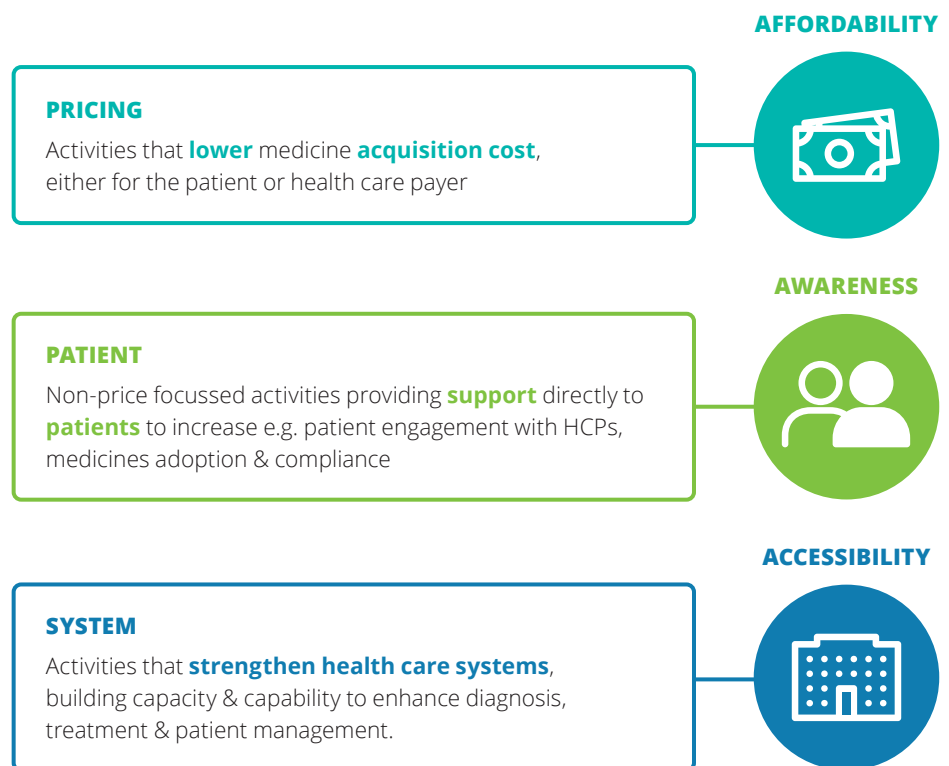 AFFORDABILITY
PRICING
Activities that lower medicine acquisition cost,
either for the patient or health care payer
AWARENESS
PATIENT
Non-price focussed activities providing support directly to
patients to increase e.g. patient engagement with HCPs,
medicines adoption & compliance
ACCESSIBILITY
SYSTEM
Activities that strengthen health care systems,
building capacity & capability to enhance diagnosis,
treatment & patient management.